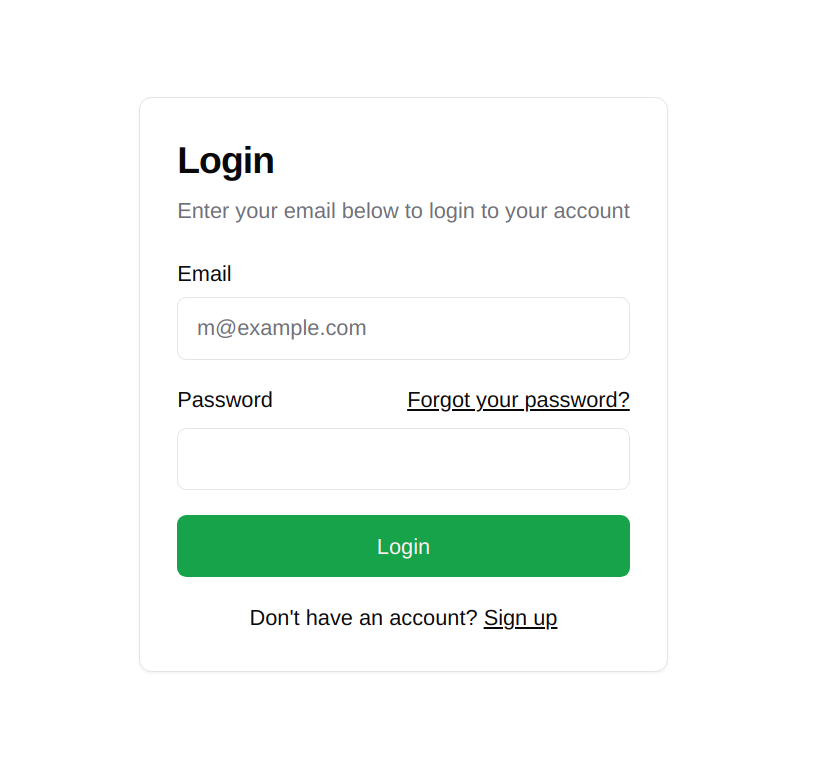 Login
Enter your email below to login to your account
Email
m@example.com
Password Forgot your password?
Login
Don't have an account? Sign up